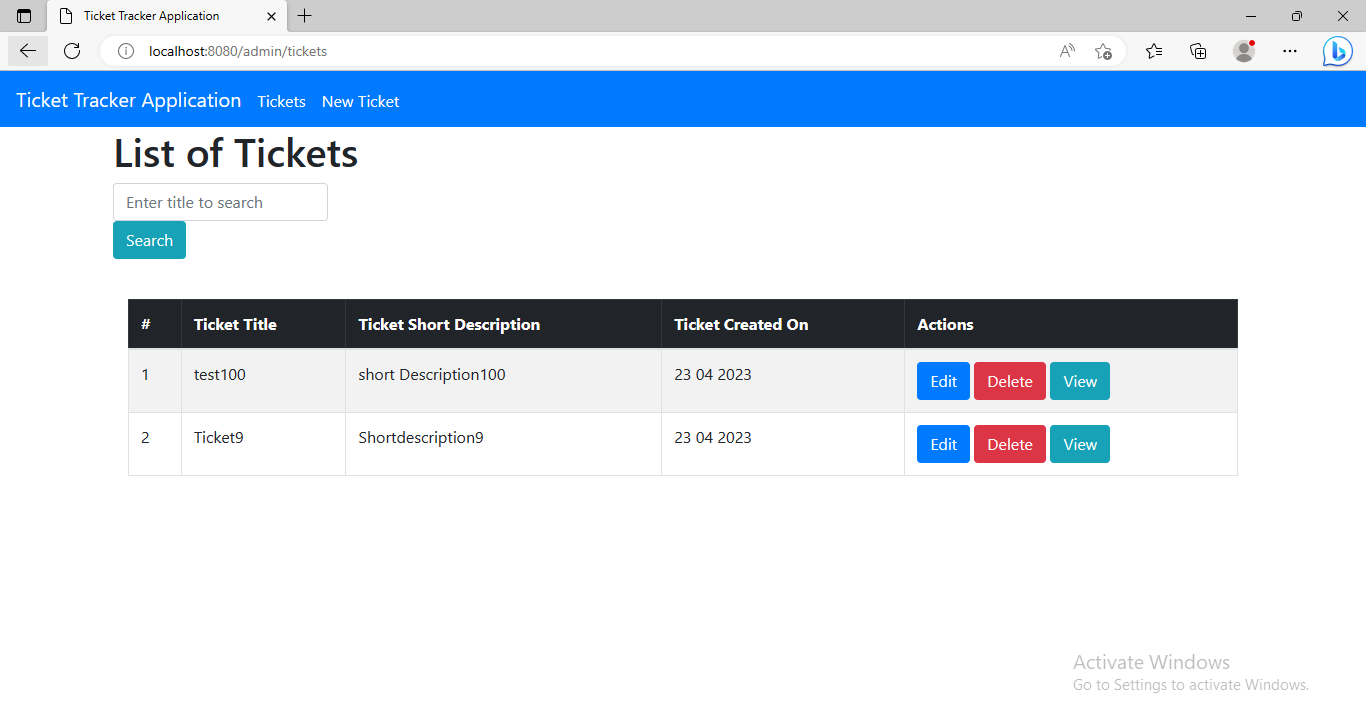 Ticket Tracker Application
localhost:8080/admin/tickets
Ticket Tracker Application Tickets New Ticket
List of Tickets
Enter title to search
Search
# Ticket Title Ticket Short Description Ticket Created On Actions
1 test100 short Description100 23 04 2023 Edit Delete View
2 Ticket9 Shortdescription9 23 04 2023 Edit Delete View
Activate Windows
Go to Settings to activate Windows.